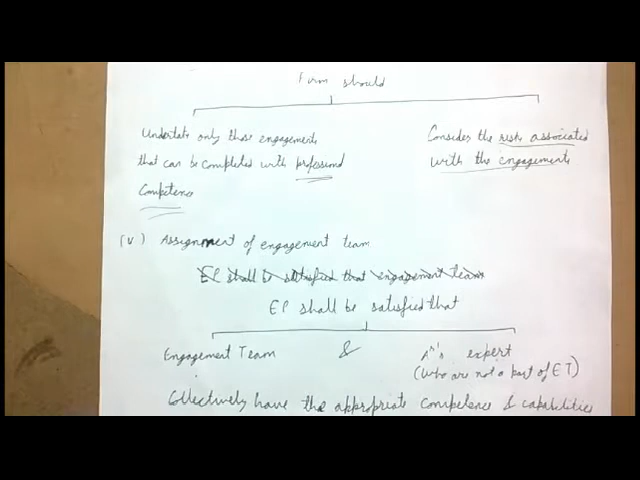 Firm should
Undertake only those engagements
that can be completed with professional
Competence
Consider the risk associated
with the engagements
(v) Assignment of engagement team
EP shall be satisfied that engagement team
EP shall be satisfied that
Engagement Team & A"'s expert
(Who are not a part of ET)
Collectively have the appropriate competence & capabilities